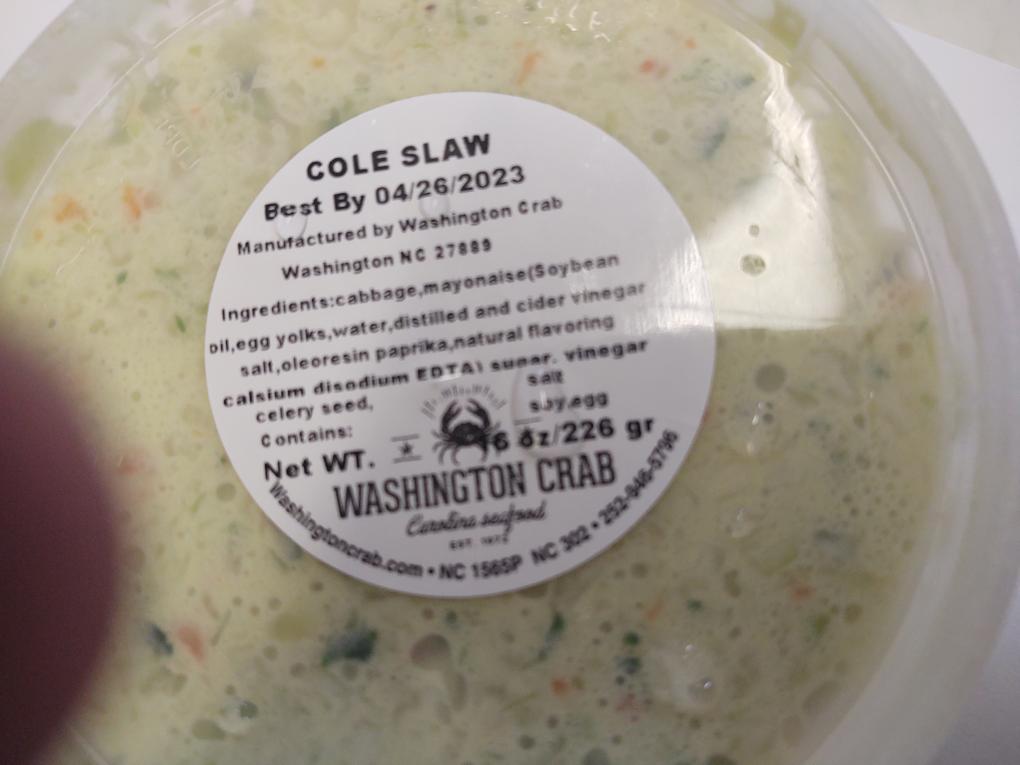 COLE SLAW
Best By 04/26/2023
Manufactured by Washington Crab
Washington NC 27889
Ingredients:cabbage,mayonaise(Soybean
oil,egg yolks,water,distilled and cider vinegar
salt,oleoresin paprika,natural flavoring
calsium disodium EDTA) sugar, vinegar
celery seed, salt
Contains: soy,egg
Net WT. 6 oz/226 gr
WASHINGTON CRAB
Carolina seafood
EST.
Washingtoncrab.com • NC 1565P NC 302 • 252-946-5796